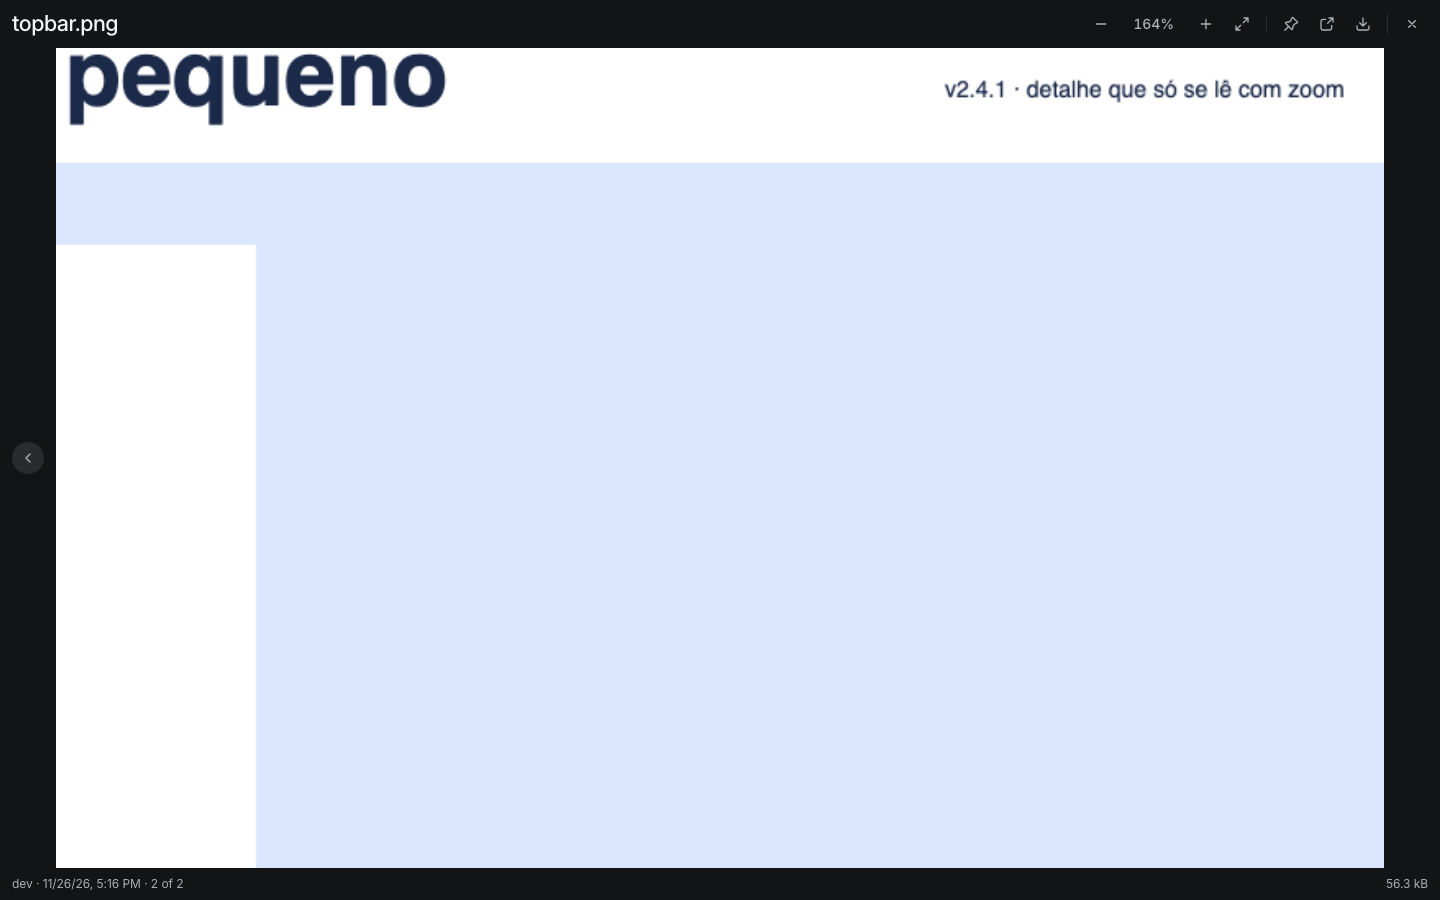 topbar.png
164%
pequeno
v2.4.1 · detalhe que só se lê com zoom
dev · 11/26/26, 5:16 PM · 2 of 2
56.3 kB